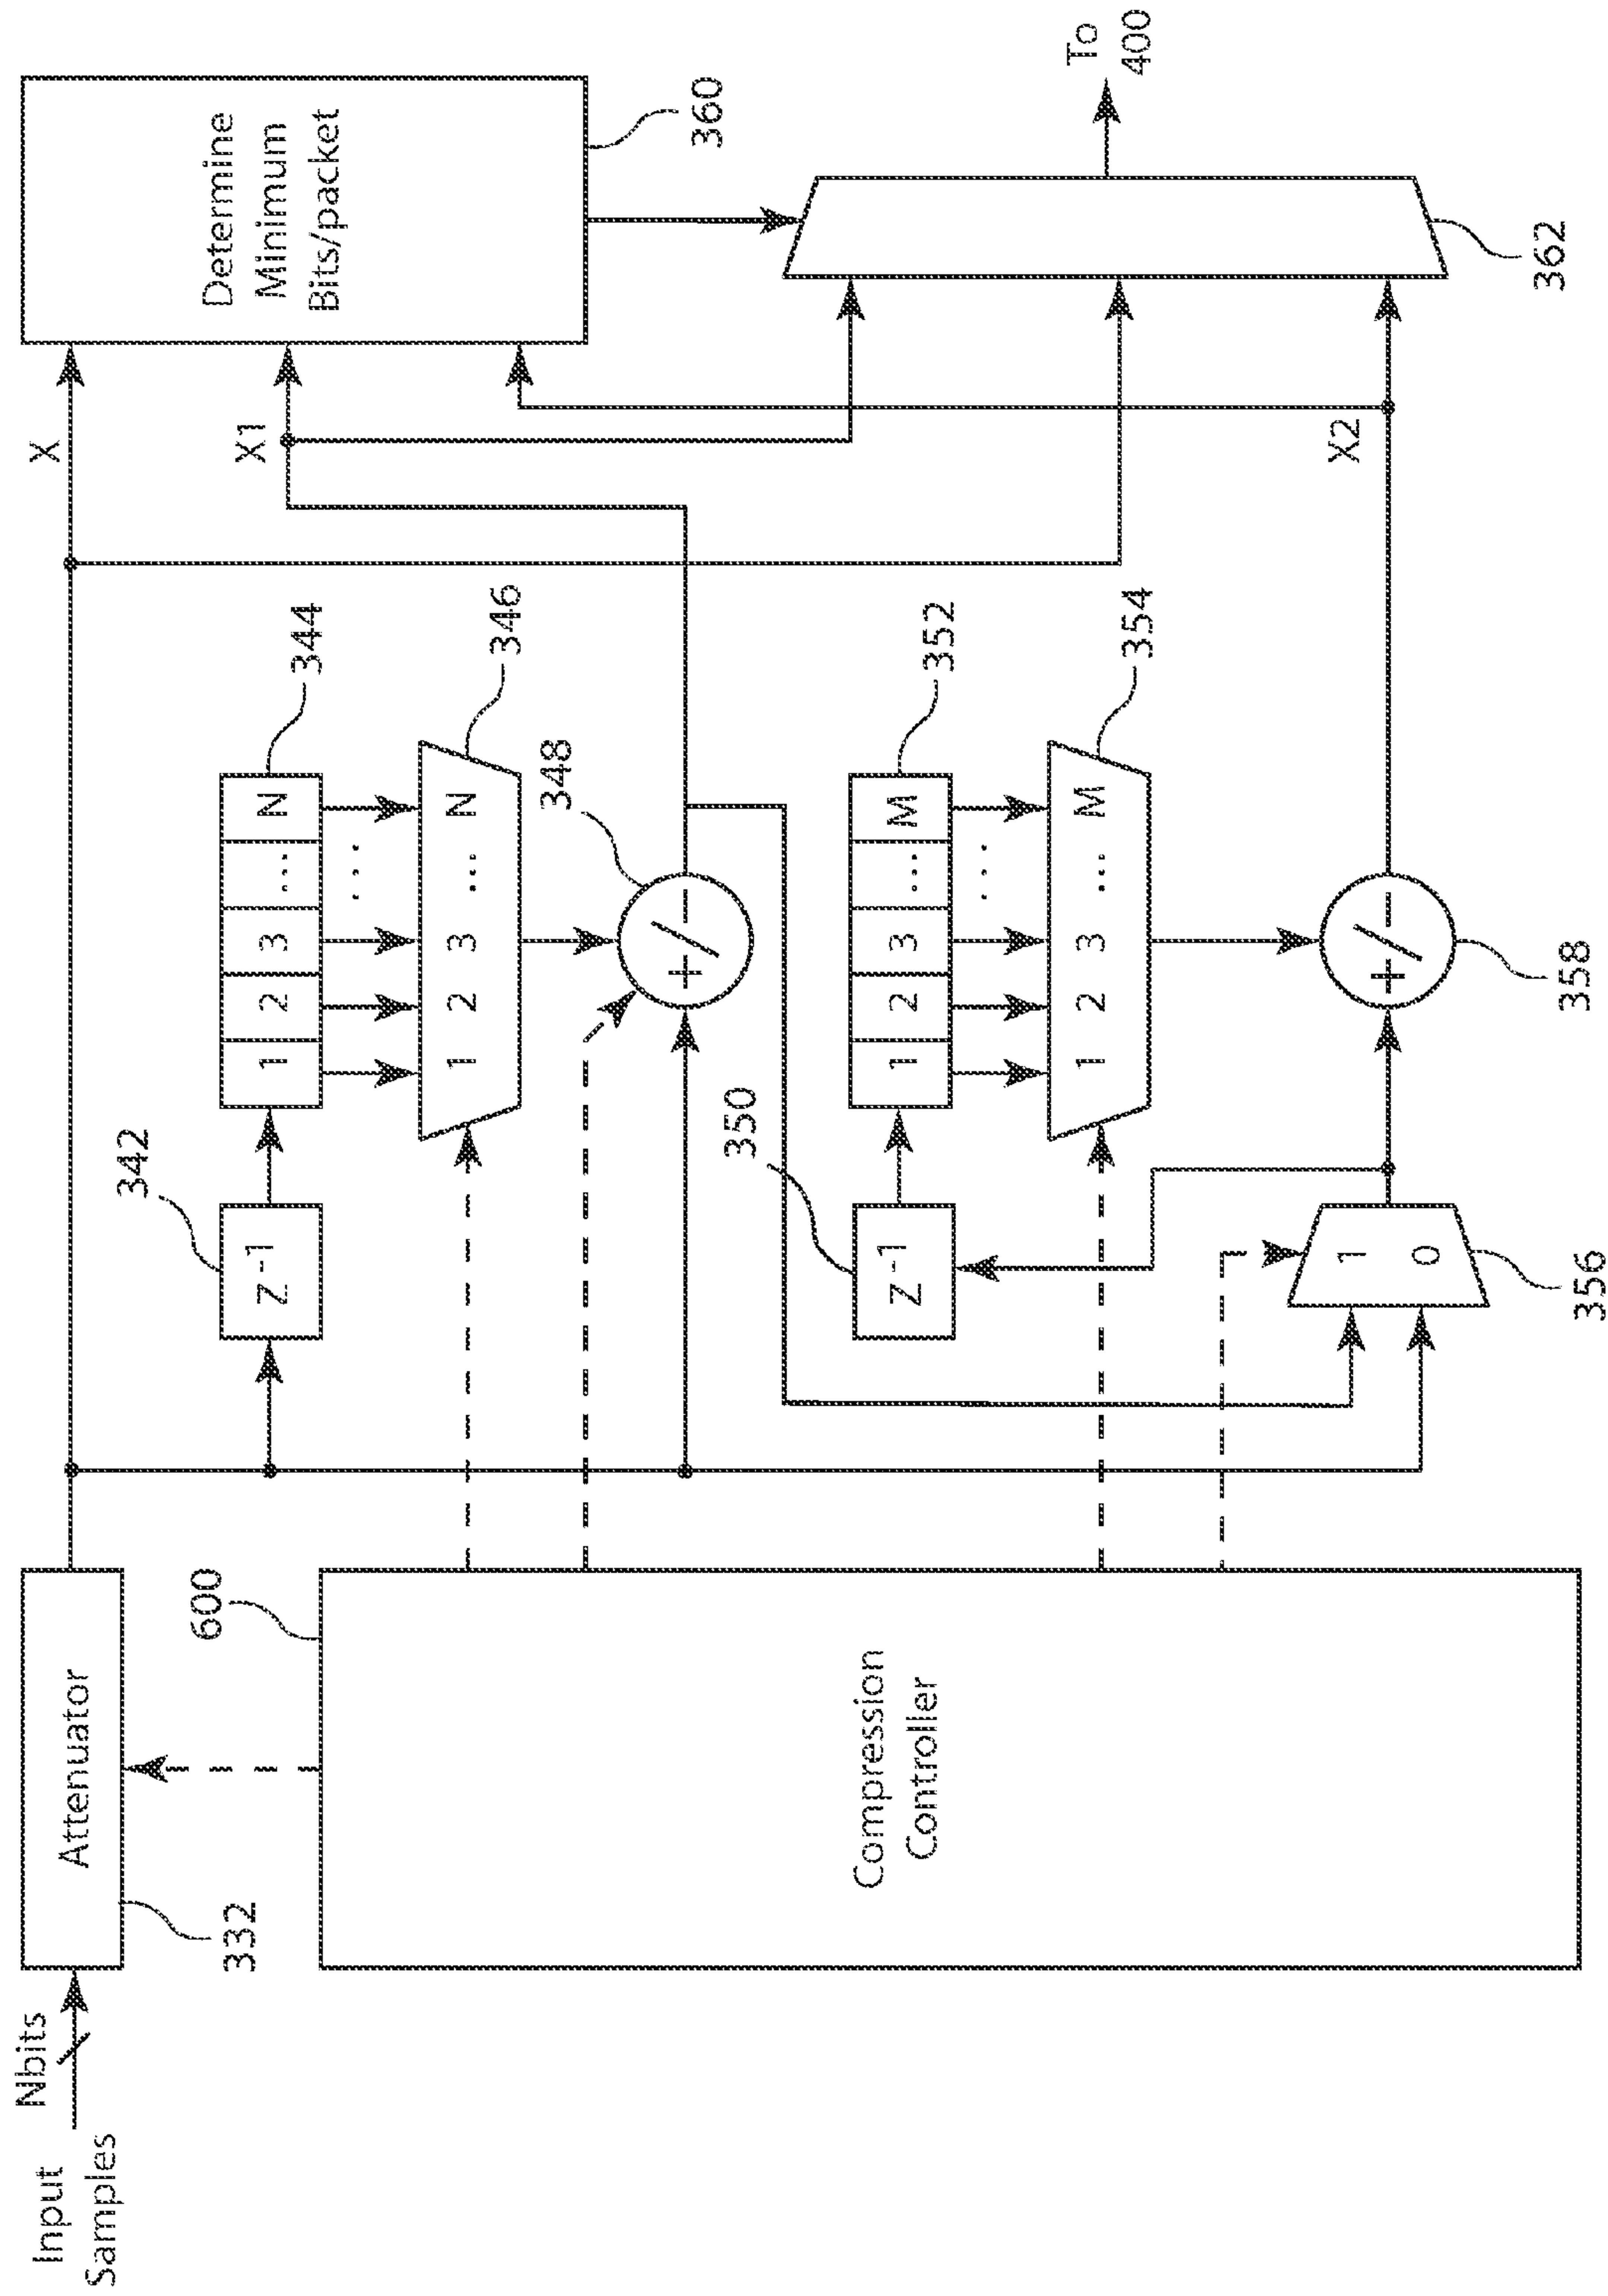 Input
Samples
Nbits
Attenuator
332
600
Compression
Controller
342
Z⁻¹
1 2 3 ... N
344
...
1 2 3 ... N
346
348
+/−
350
Z⁻¹
1 2 3 ... M
352
...
1 2 3 ... M
354
1
0
356
+/−
358
X
X1
X2
Determine
Minimum
Bits/packet
360
362
To
400